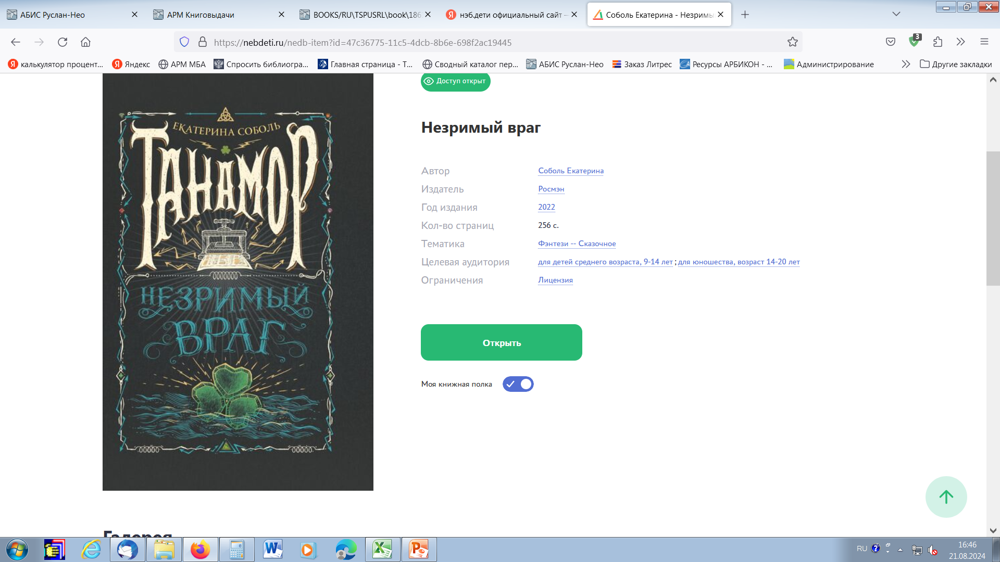 АБИС Руслан-Нео
АРМ Книговыдачи
BOOKS/RU\TSPUSRL\book\186
нэб.дети официальный сайт –
Соболь Екатерина - Незримы
https://nebdeti.ru/nedb-item?id=47c36775-11c5-4dcb-8b6e-698f2ac19445
3
калькулятор процент...
Яндекс
АРМ МБА
Спросить библиогра...
Главная страница - Т...
Сводный каталог пер...
АБИС Руслан-Нео
Заказ Литрес
Ресурсы АРБИКОН - ...
Администрирование
Другие закладки
Доступ открыт
ЕКАТЕРИНА СОБОЛЬ
ТАНАМОР
НЕЗРИМЫЙ
ВРАГ
Незримый враг
Автор
Соболь Екатерина
Издатель
Росмэн
Год издания
2022
Кол-во страниц
256 с.
Тематика
Фэнтези -- Сказочное
Целевая аудитория
для детей среднего возраста, 9-14 лет ; для юношества, возраст 14-20 лет
Ограничения
Лицензия
Открыть
Моя книжная полка
Галерея
RU
16:46
21.08.2024